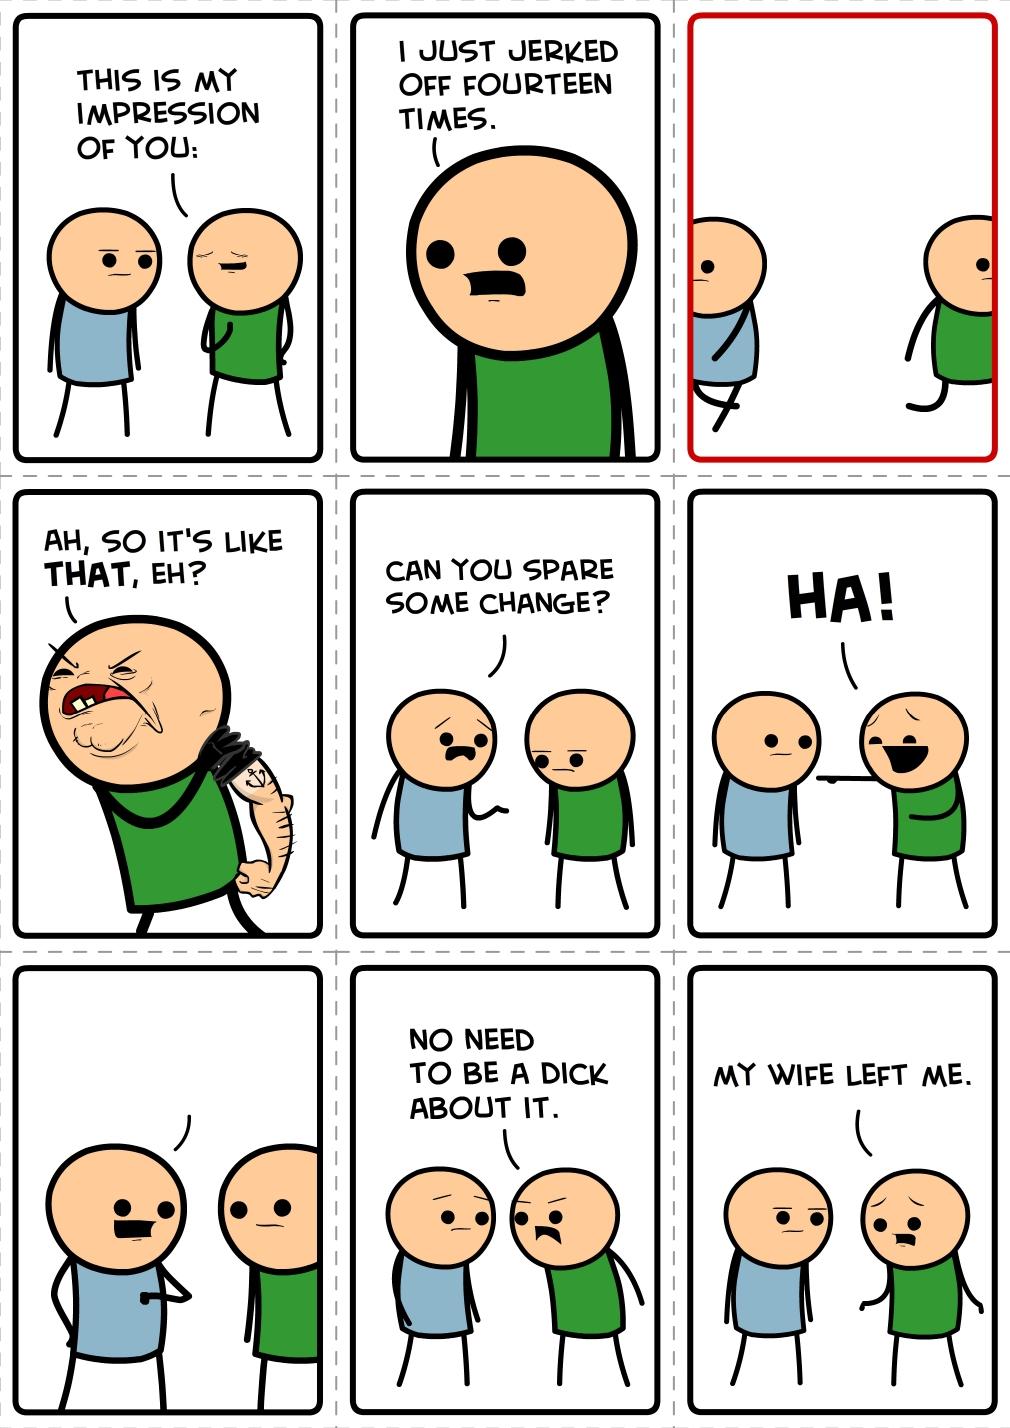 THIS IS MY
IMPRESSION
OF YOU:
I JUST JERKED
OFF FOURTEEN
TIMES.
AH, SO IT'S LIKE
THAT, EH?
CAN YOU SPARE
SOME CHANGE?
HA!
NO NEED
TO BE A DICK
ABOUT IT.
MY WIFE LEFT ME.